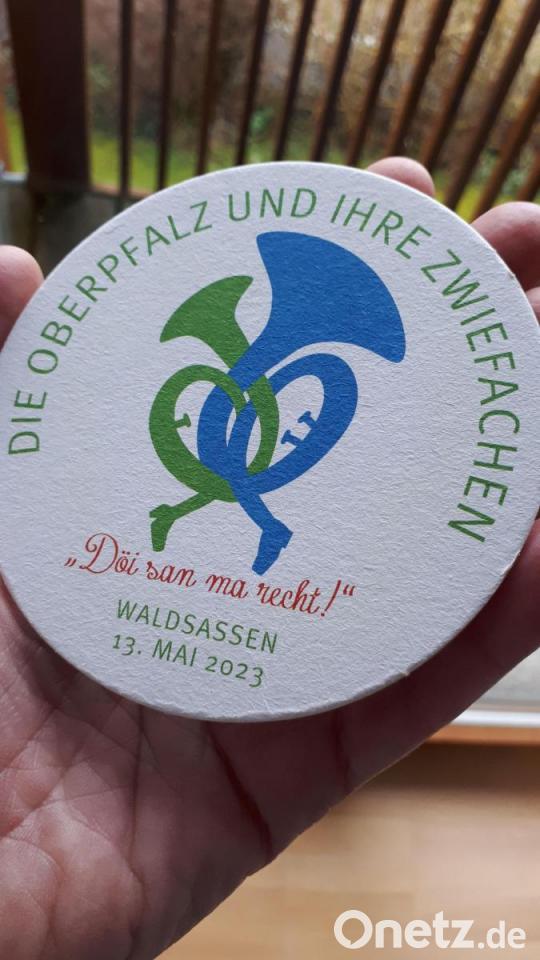 DIE OBERPFALZ UND IHRE ZWIEFACHEN
„Döi san ma recht!“
WALDSASSEN
13. MAI 2023
Onetz.de